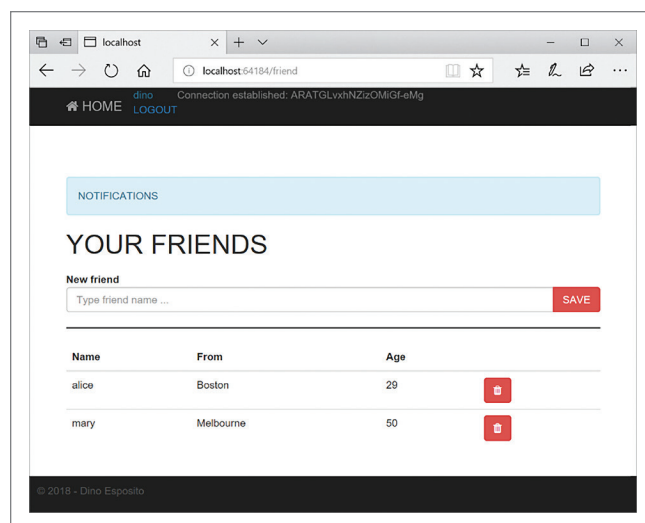 localhost
localhost:64184/friend
HOME
dino Connection established: ARATGLvxhNZizOMiGf-eMg
LOGOUT
NOTIFICATIONS
YOUR FRIENDS
New friend
Type friend name ... SAVE
Name From Age
alice Boston 29
mary Melbourne 50
© 2018 - Dino Esposito